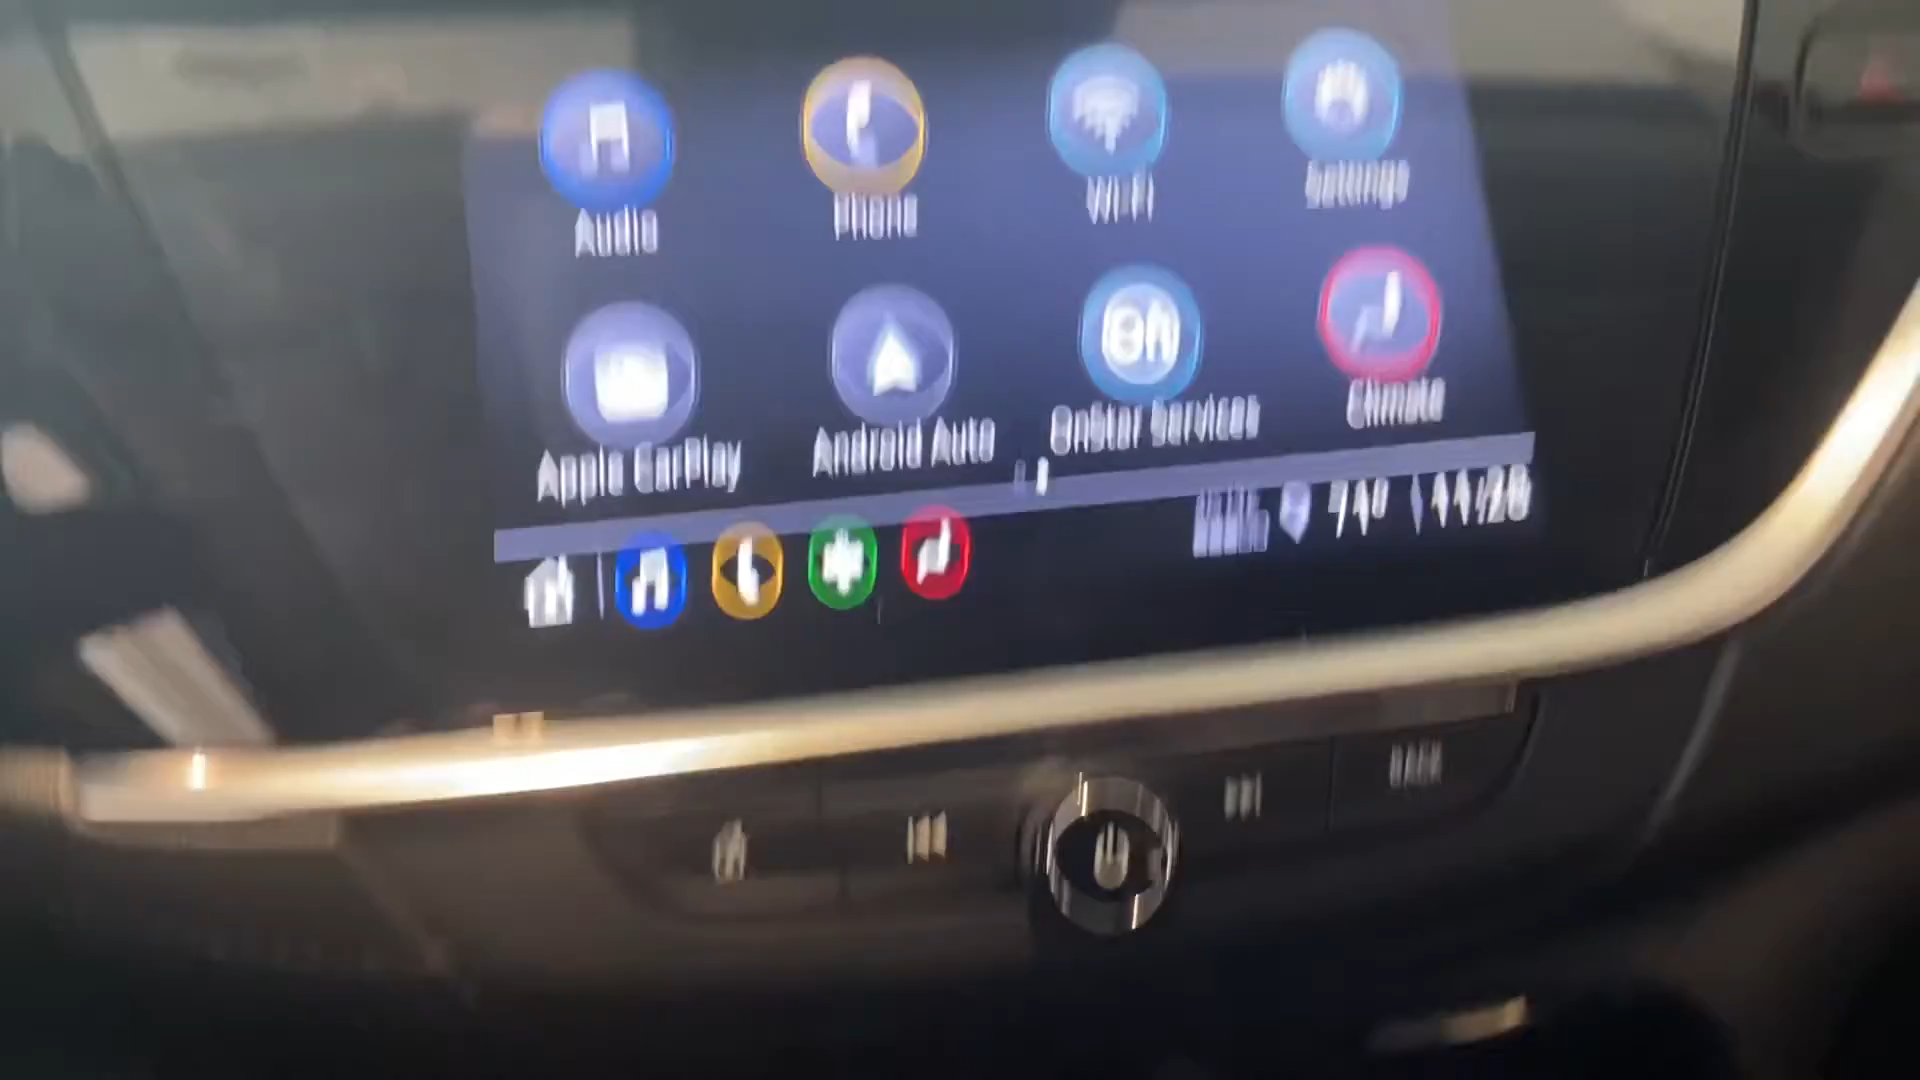 Audio Phone Wi-Fi Settings
Apple CarPlay Android Auto OnStar Services Climate